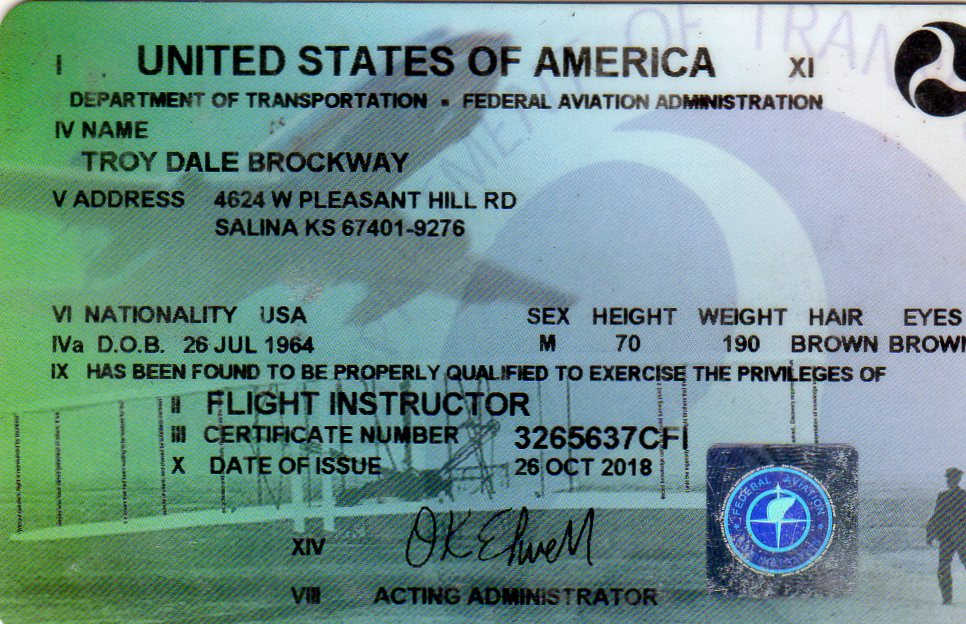 I UNITED STATES OF AMERICA XI
DEPARTMENT OF TRANSPORTATION ▪ FEDERAL AVIATION ADMINISTRATION
IV NAME
TROY DALE BROCKWAY
V ADDRESS 4624 W PLEASANT HILL RD
SALINA KS 67401-9276
VI NATIONALITY USA SEX HEIGHT WEIGHT HAIR EYES
IVa D.O.B. 26 JUL 1964 M 70 190 BROWN BROWN
IX HAS BEEN FOUND TO BE PROPERLY QUALIFIED TO EXERCISE THE PRIVILEGES OF
II FLIGHT INSTRUCTOR
III CERTIFICATE NUMBER 3265637CFI
X DATE OF ISSUE 26 OCT 2018
FEDERAL AVIATION
XIV
VIII ACTING ADMINISTRATOR